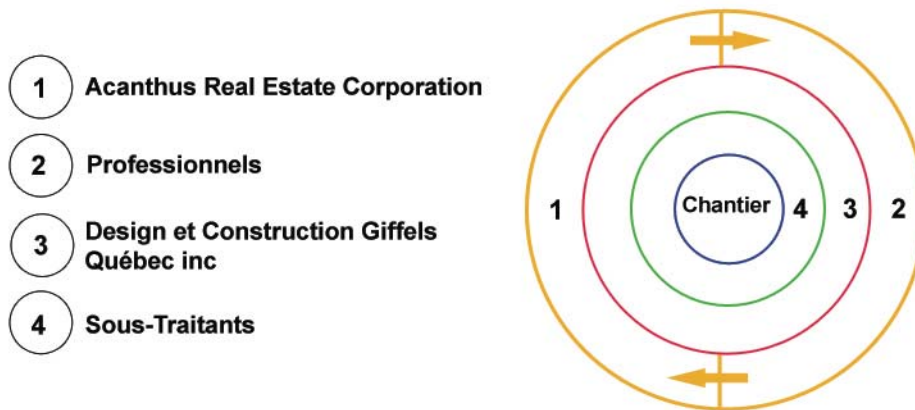 1 Acanthus Real Estate Corporation
2 Professionnels
3 Design et Construction Giffels
Québec inc
4 Sous-Traitants
1 Chantier 4 3 2